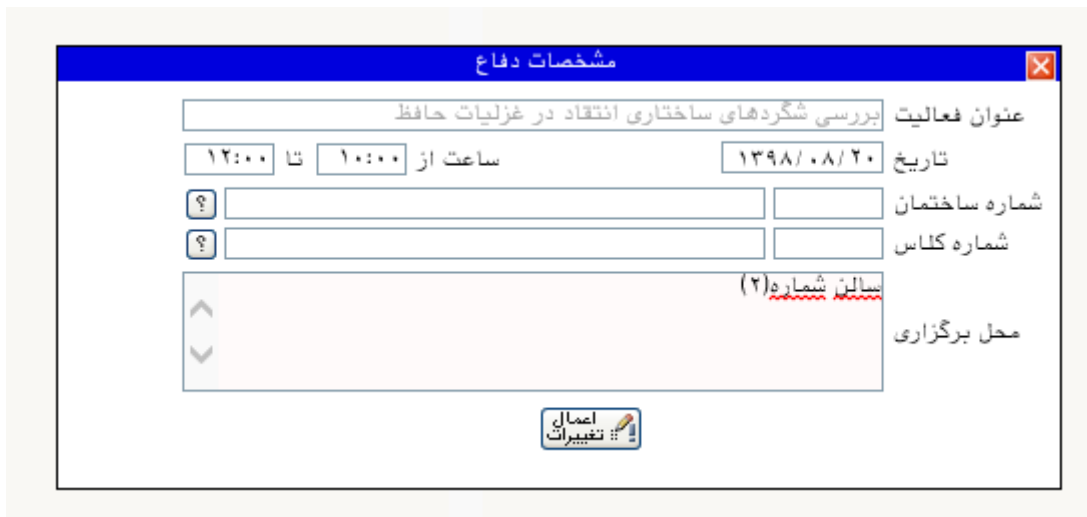 مشخصات دفاع
عنوان فعالیت بررسی شگردهای ساختاری انتقاد در غزلیات حافظ
تاریخ ۱۳۹۸/۰۸/۲۰ ساعت از ۱۰:۰۰ تا ۱۲:۰۰
شماره ساختمان ؟
شماره کلاس ؟
محل برگزاری سالن شماره(۲)
اعمال
تغییرات